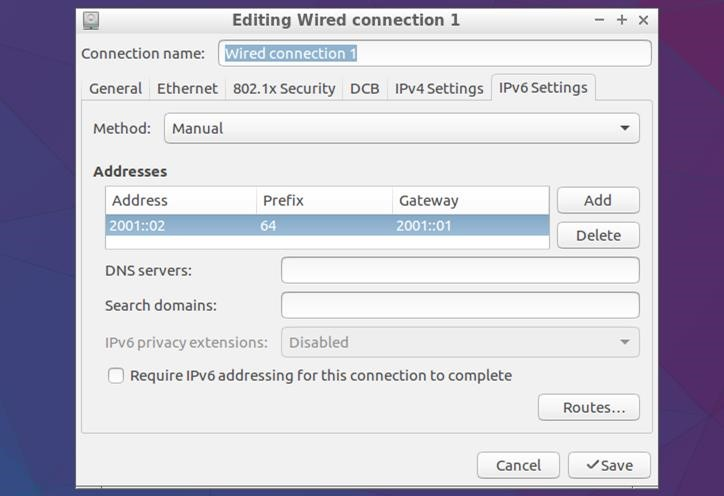 Editing Wired connection 1
Connection name: Wired connection 1
General Ethernet 802.1x Security DCB IPv4 Settings IPv6 Settings
Method: Manual
Addresses
Address Prefix Gateway Add
2001::02 64 2001::01
Delete
DNS servers:
Search domains:
IPv6 privacy extensions: Disabled
Require IPv6 addressing for this connection to complete
Routes...
Cancel Save